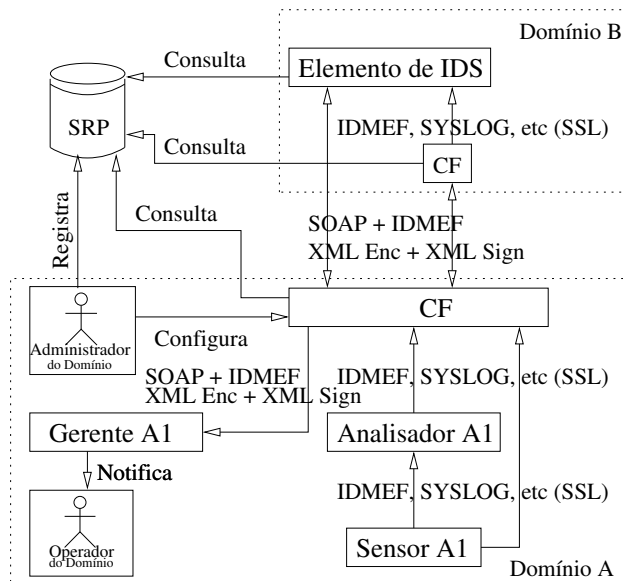 Domínio B
Consulta
Elemento de IDS
SRP
IDMEF, SYSLOG, etc (SSL)
Consulta
CF
Consulta
SOAP + IDMEF
XML Enc + XML Sign
Registra
CF
Administrador
do Domínio
Configura
SOAP + IDMEF
XML Enc + XML Sign
IDMEF, SYSLOG, etc (SSL)
Gerente A1
Analisador A1
Notifica
IDMEF, SYSLOG, etc (SSL)
Operador
do Domínio
Sensor A1
Domínio A